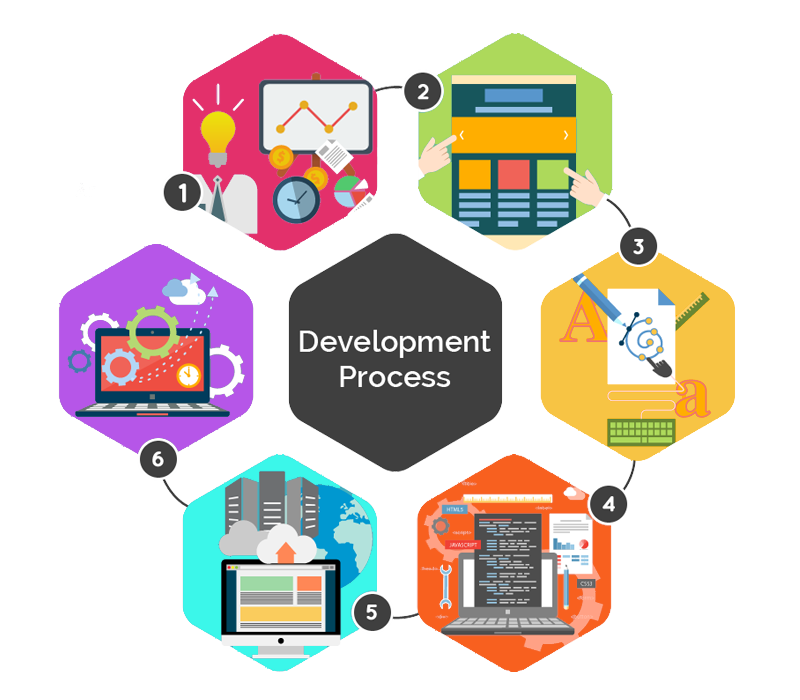 1
2
3
4
5
6
Development
Process
A
a
$
$
HTML5
JAVASCRIPT
CSS3